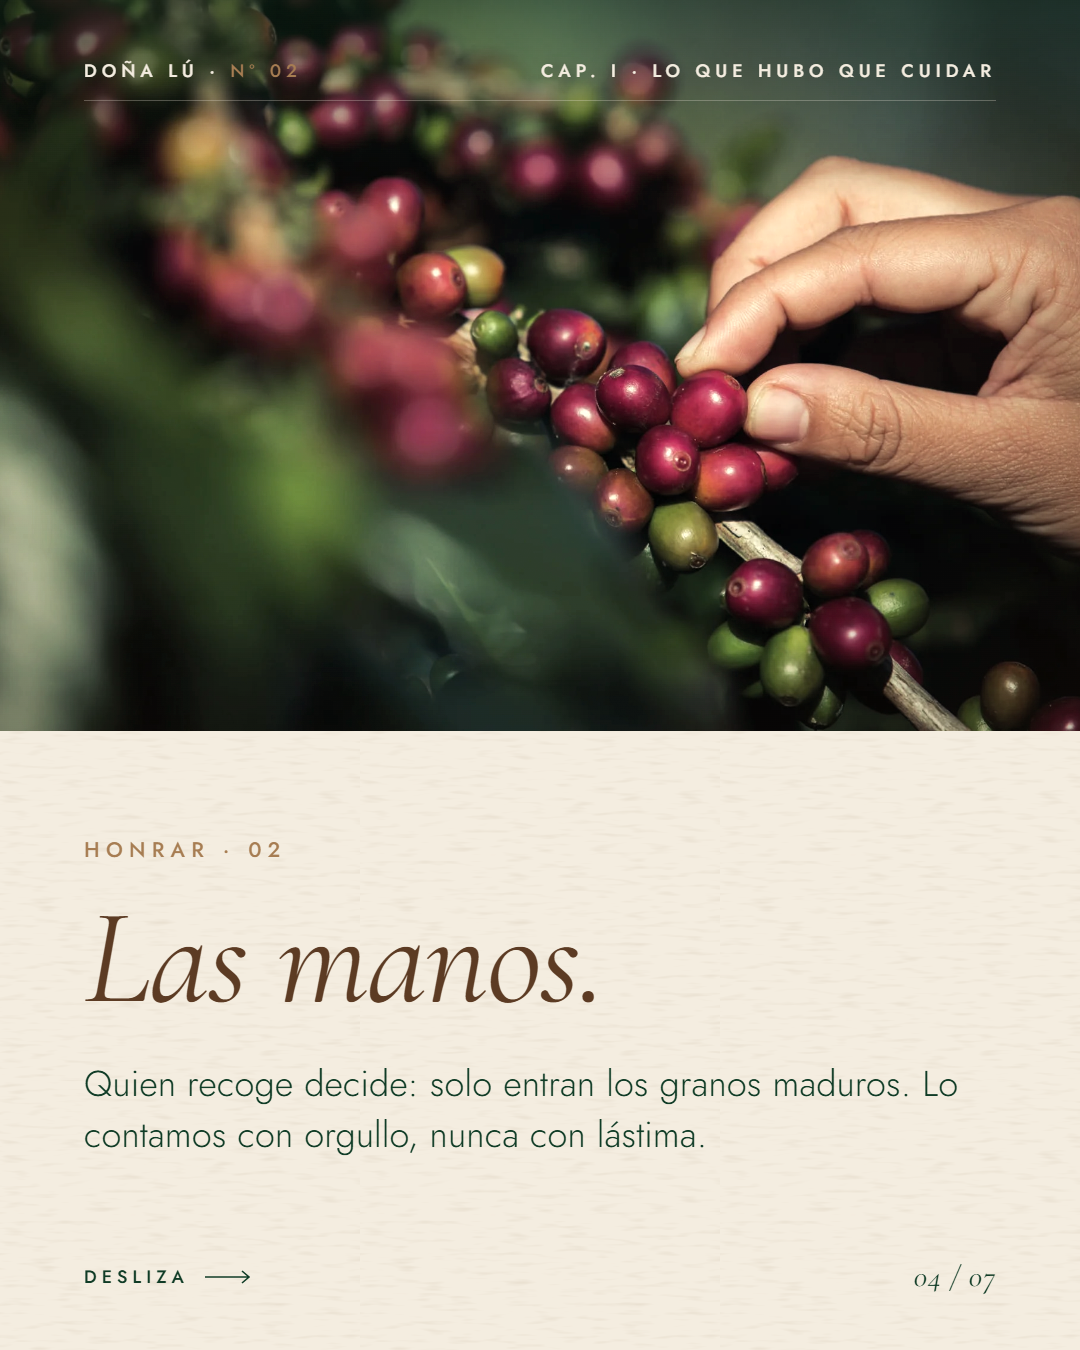 DOÑA LÚ · N° 02
CAP. I · LO QUE HUBO QUE CUIDAR
HONRAR · 02
Las manos.
Quien recoge decide: solo entran los granos maduros. Lo
contamos con orgullo, nunca con lástima.
DESLIZA →
04 / 07